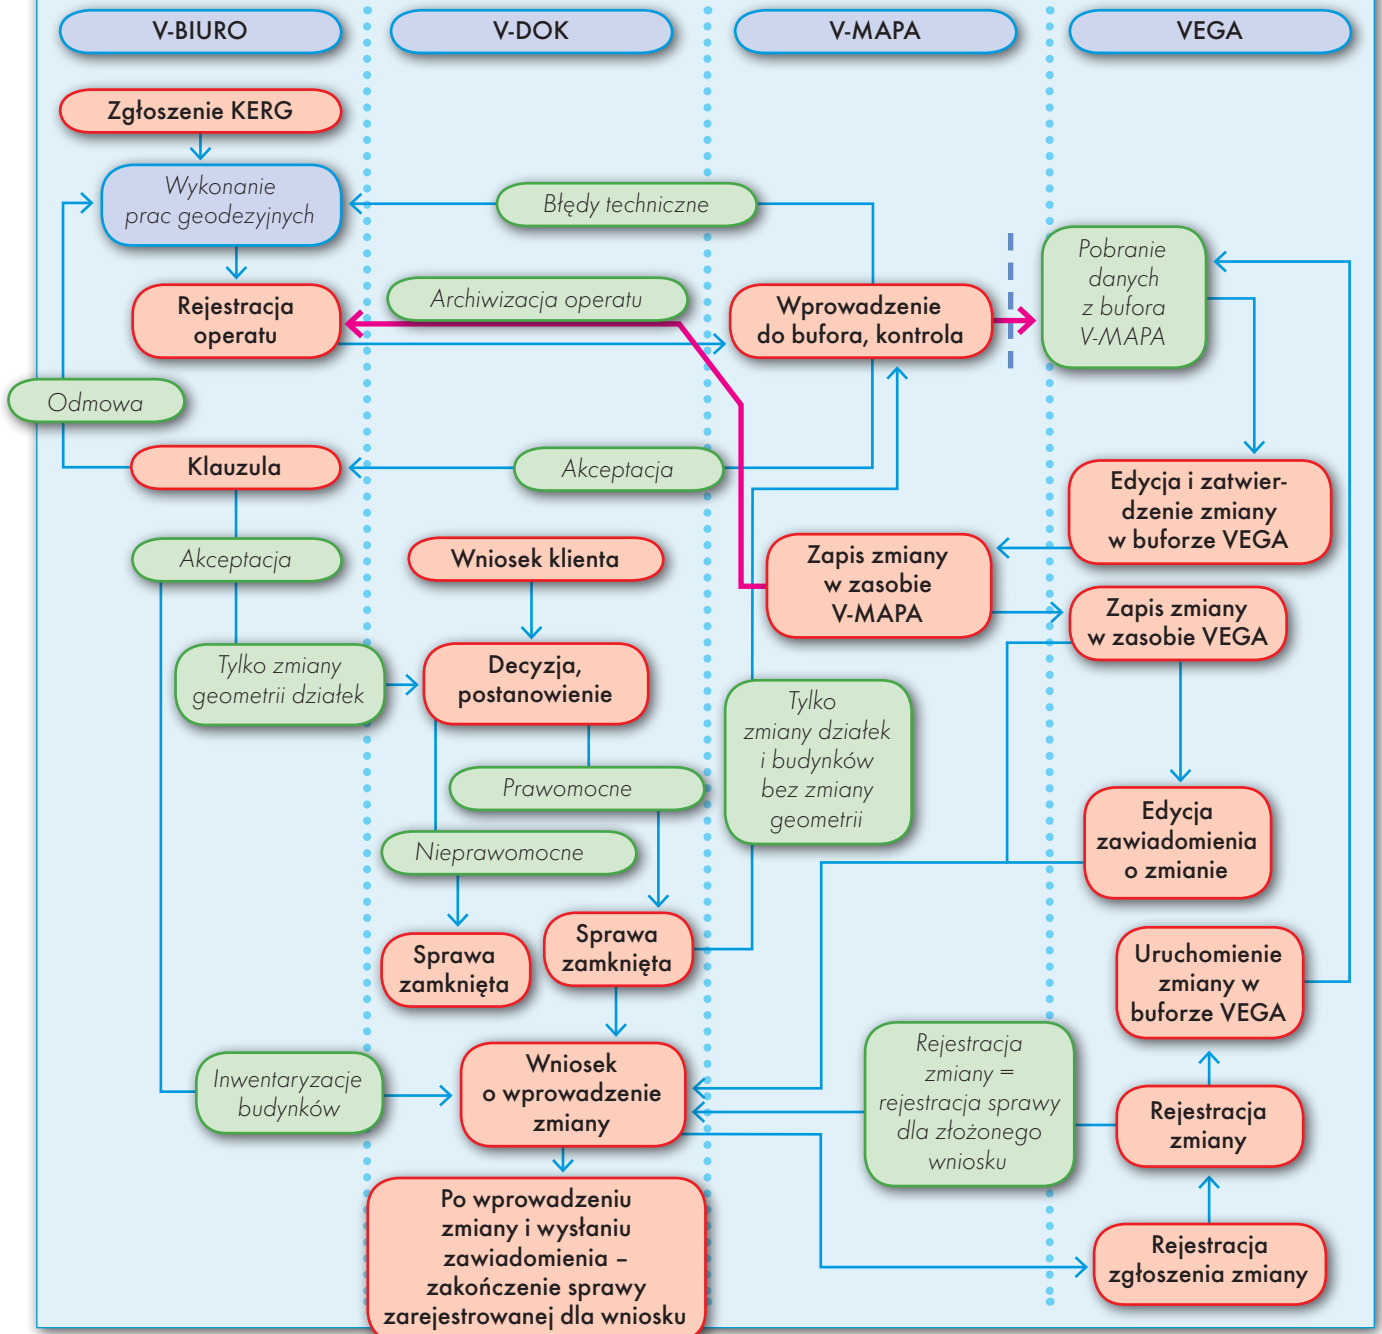 V-BIURO
V-DOK
V-MAPA
VEGA
Zgłoszenie KERG
Wykonanie
prac geodezyjnych
Błędy techniczne
Pobranie
danych
z bufora
V-MAPA
Rejestracja
operatu
Archiwizacja operatu
Wprowadzenie
do bufora, kontrola
Odmowa
Klauzula
Akceptacja
Edycja i zatwier-
dzenie zmiany
w buforze VEGA
Akceptacja
Wniosek klienta
Zapis zmiany
w zasobie
V-MAPA
Zapis zmiany
w zasobie VEGA
Tylko zmiany
geometrii działek
Decyzja,
postanowienie
Tylko
zmiany działek
i budynków
bez zmiany
geometrii
Prawomocne
Nieprawomocne
Edycja
zawiadomienia
o zmianie
Sprawa
zamknięta
Sprawa
zamknięta
Uruchomienie
zmiany w
buforze VEGA
Inwentaryzacje
budynków
Wniosek
o wprowadzenie
zmiany
Rejestracja
zmiany =
rejestracja sprawy
dla złożonego
wniosku
Rejestracja
zmiany
Po wprowadzeniu
zmiany i wysłaniu
zawiadomienia –
zakończenie sprawy
zarejestrowanej dla wniosku
Rejestracja
zgłoszenia zmiany